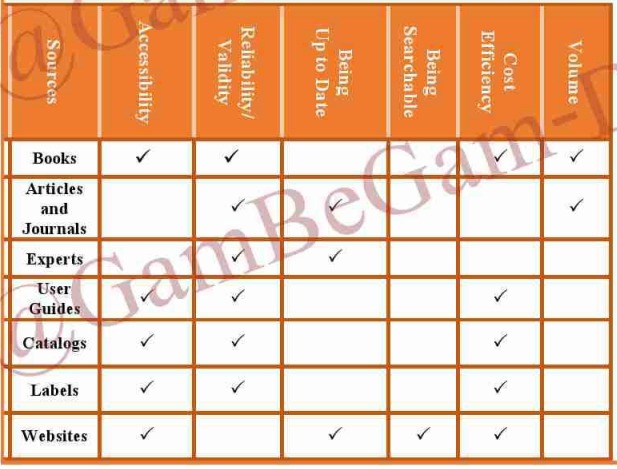 Sources Accessibility Reliability/ Validity Being Up to Date Being Searchable Cost Efficiency Volume
Books ✓ ✓ ✓ ✓
Articles and Journals ✓ ✓ ✓
Experts ✓ ✓
User Guides ✓ ✓ ✓
Catalogs ✓ ✓ ✓
Labels ✓ ✓ ✓
Websites ✓ ✓ ✓ ✓
@GamBeGam-D
@Gam